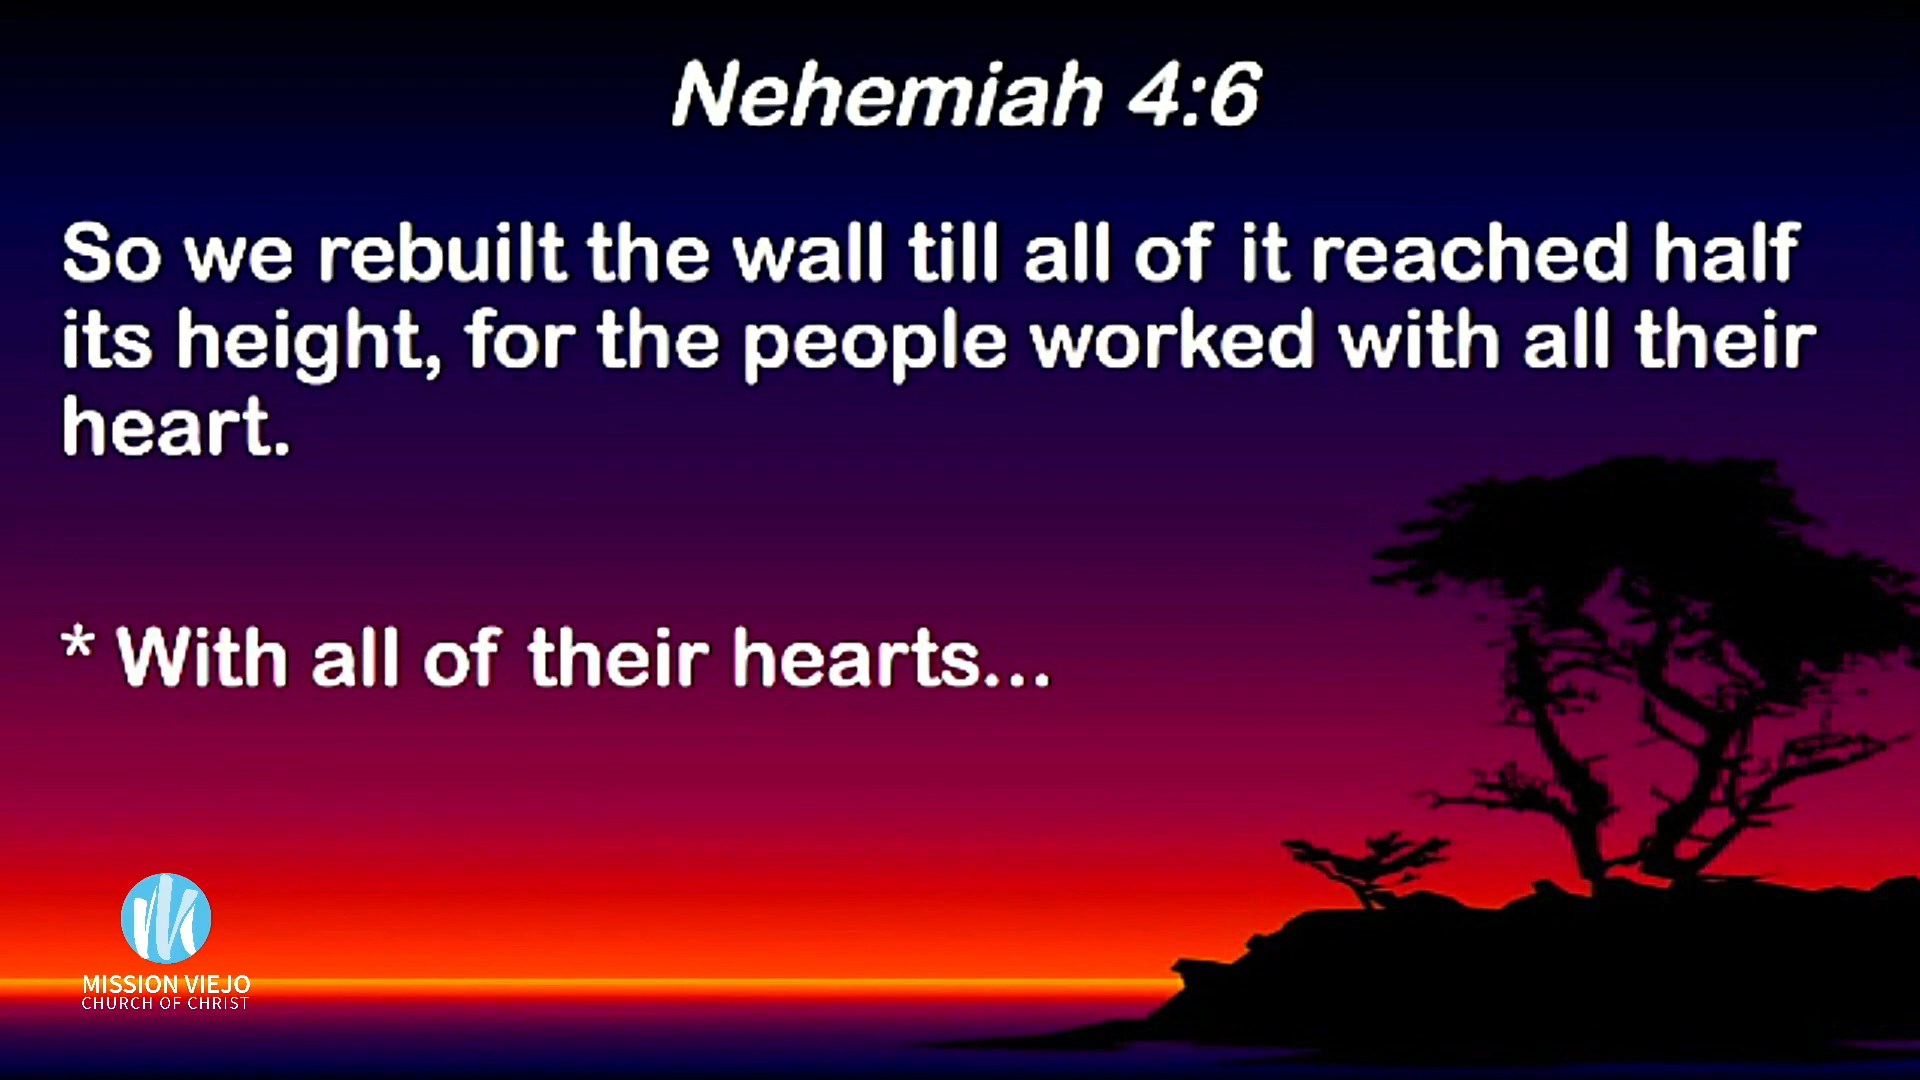 Nehemiah 4:6
So we rebuilt the wall till all of it reached half
its height, for the people worked with all their
heart.
* With all of their hearts...
MISSION VIEJO
CHURCH OF CHRIST